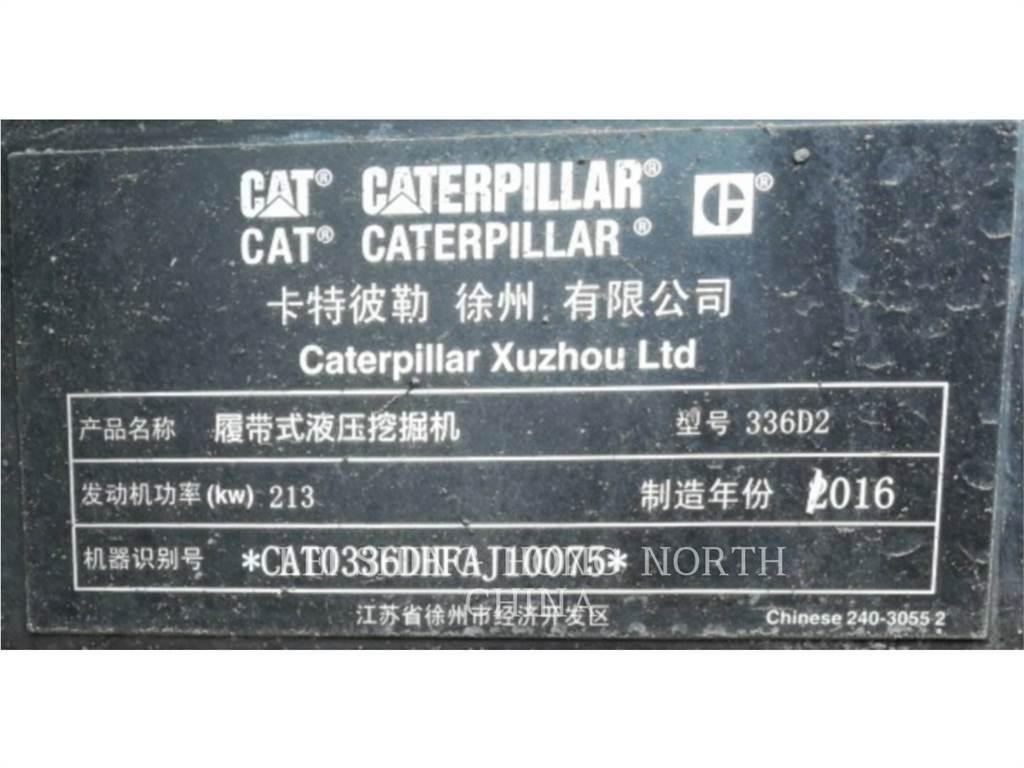 CAT® CATERPILLAR® ®
CAT® CATERPILLAR®
卡特彼勒 徐州 有限公司
Caterpillar Xuzhou Ltd
产品名称 履带式液压挖掘机 型号 336D2
发动机功率(kw) 213 制造年份 2016
机器识别号
NORTH
CHINA
江苏省徐州市经济开发区 Chinese 240-3055 2